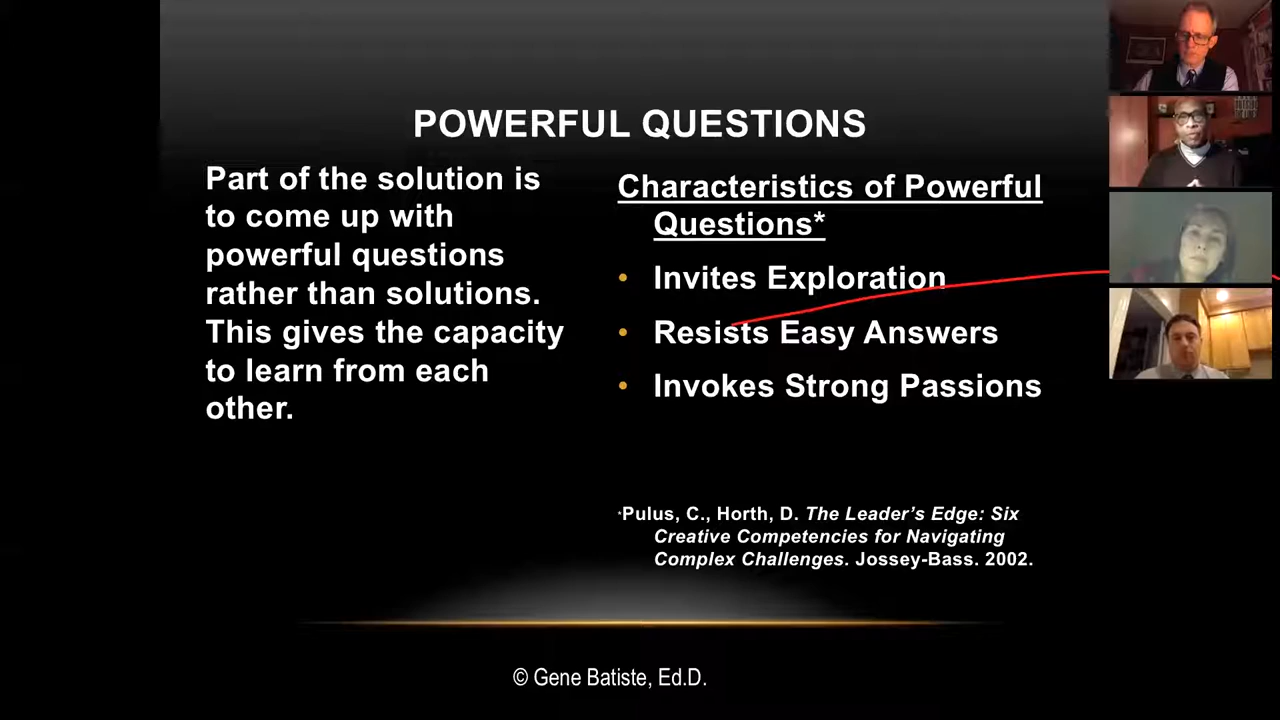 POWERFUL QUESTIONS
Part of the solution is
to come up with
powerful questions
rather than solutions.
This gives the capacity
to learn from each
other.
Characteristics of Powerful
Questions*
• Invites Exploration
• Resists Easy Answers
• Invokes Strong Passions
*Pulus, C., Horth, D. The Leader’s Edge: Six
Creative Competencies for Navigating
Complex Challenges. Jossey-Bass. 2002.
© Gene Batiste, Ed.D.